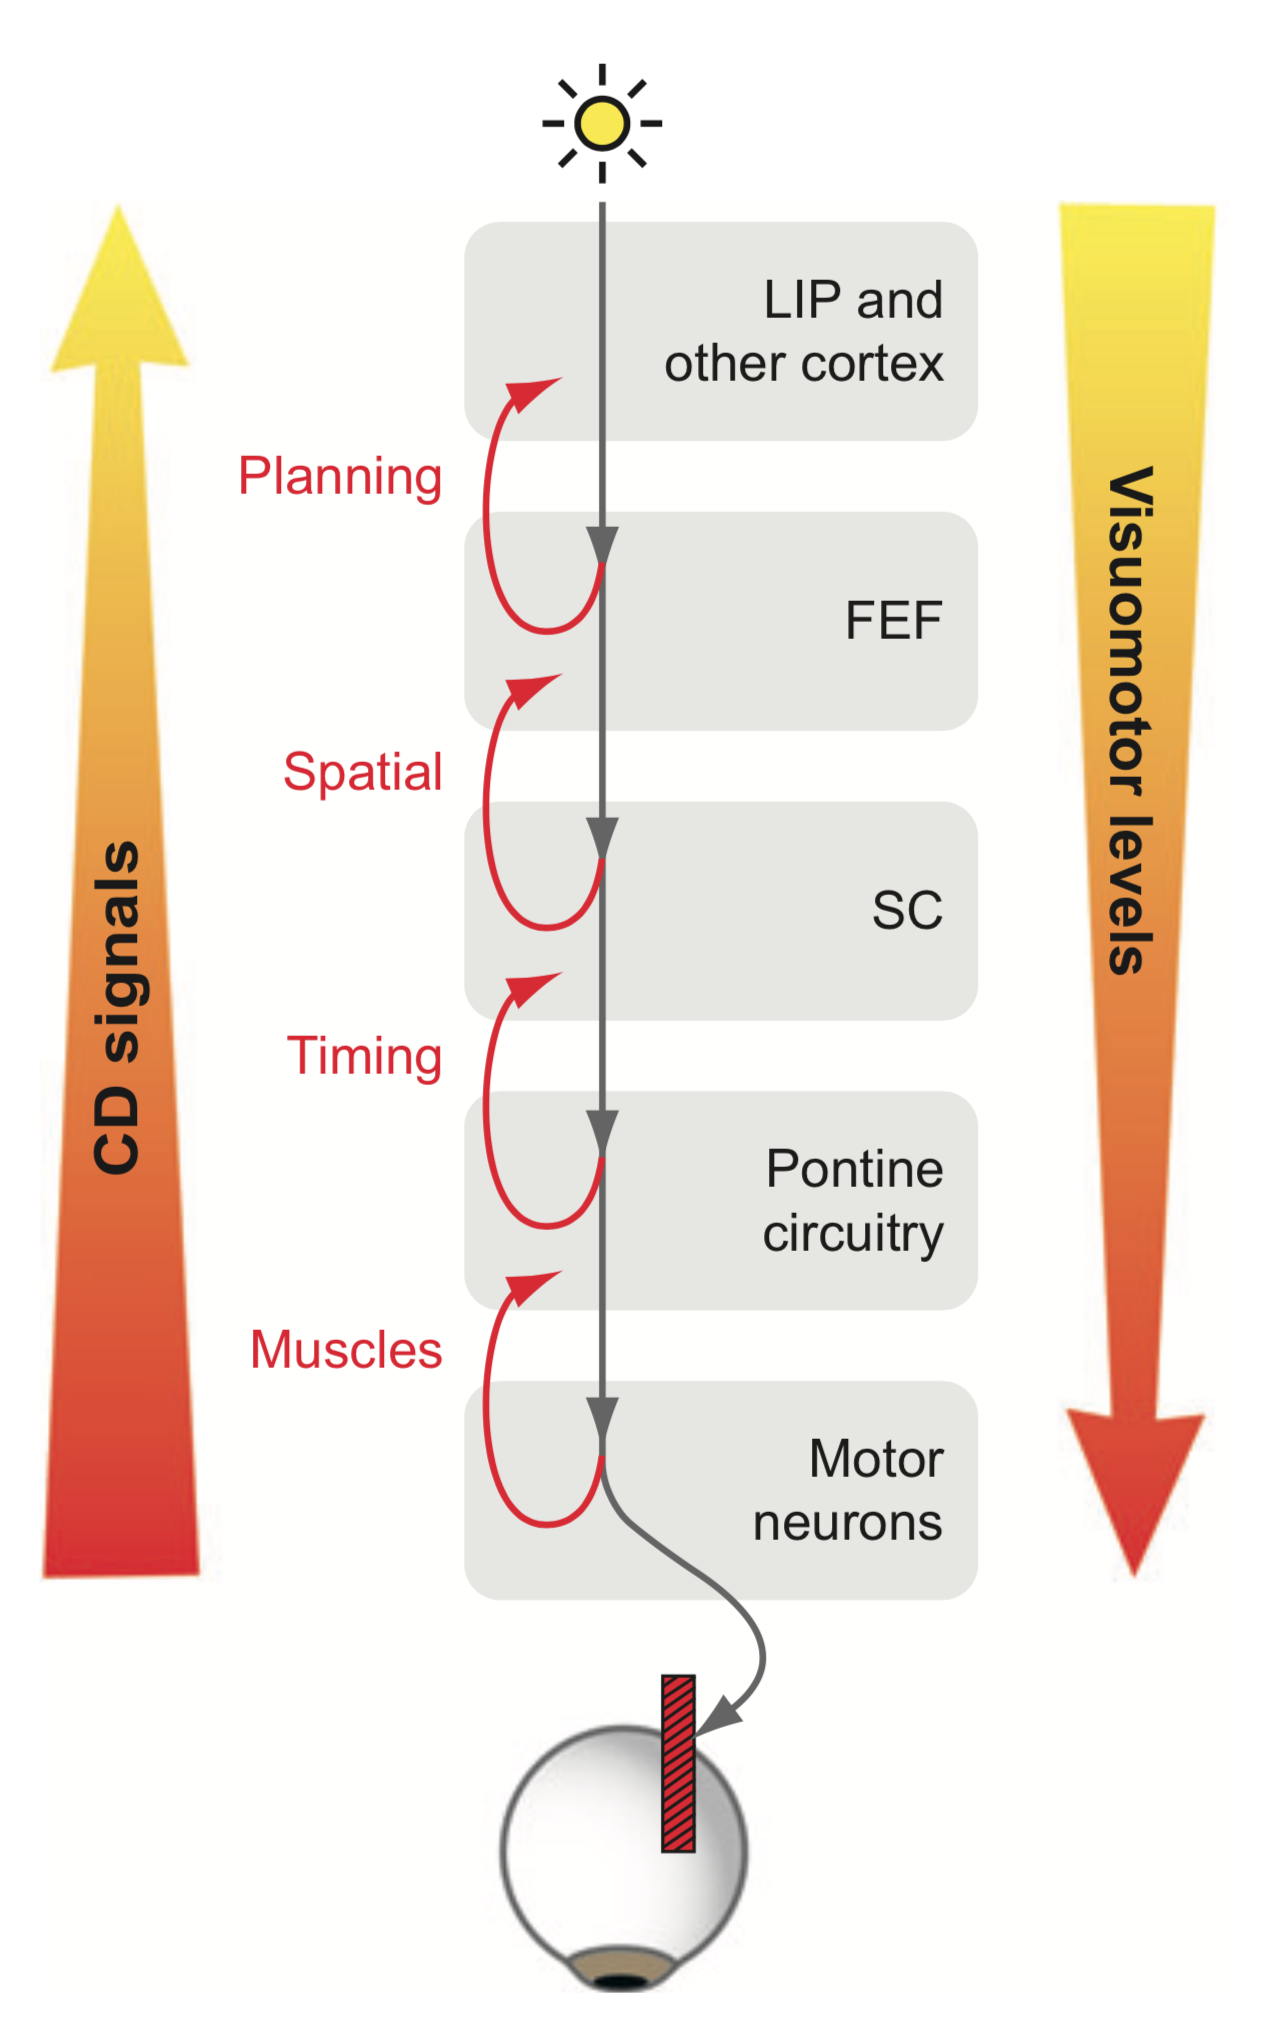 LIP and
other cortex
Planning
FEF
Spatial
SC
Timing
Pontine
circuitry
Muscles
Motor
neurons
CD signals
Visuomotor levels